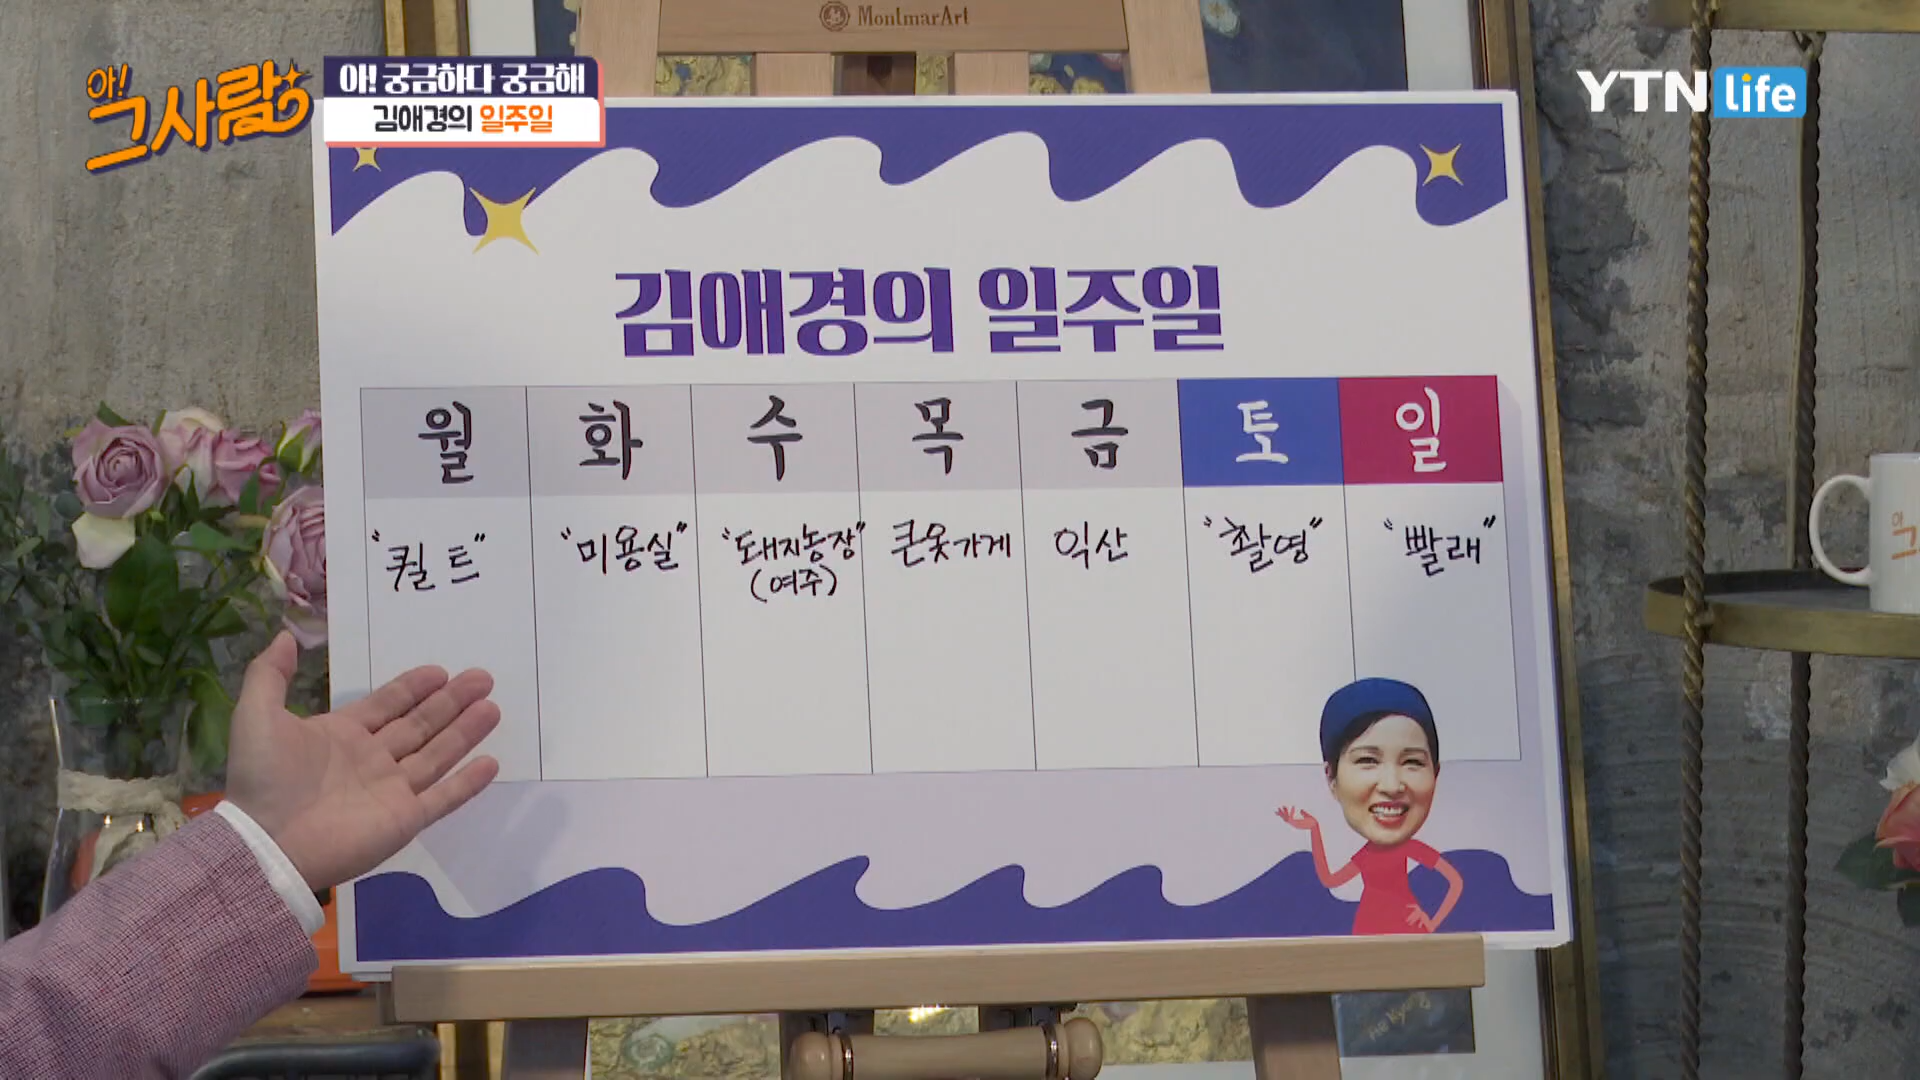 MontmarArt
아! 그사람
아! 궁금하다 궁금해
김애경의 일주일
YTN life
김애경의 일주일
월 화 수 목 금 토 일
"퀼트" "미용실" "돼지농장" 큰옷가게 익산 "촬영" "빨래"
(여주)